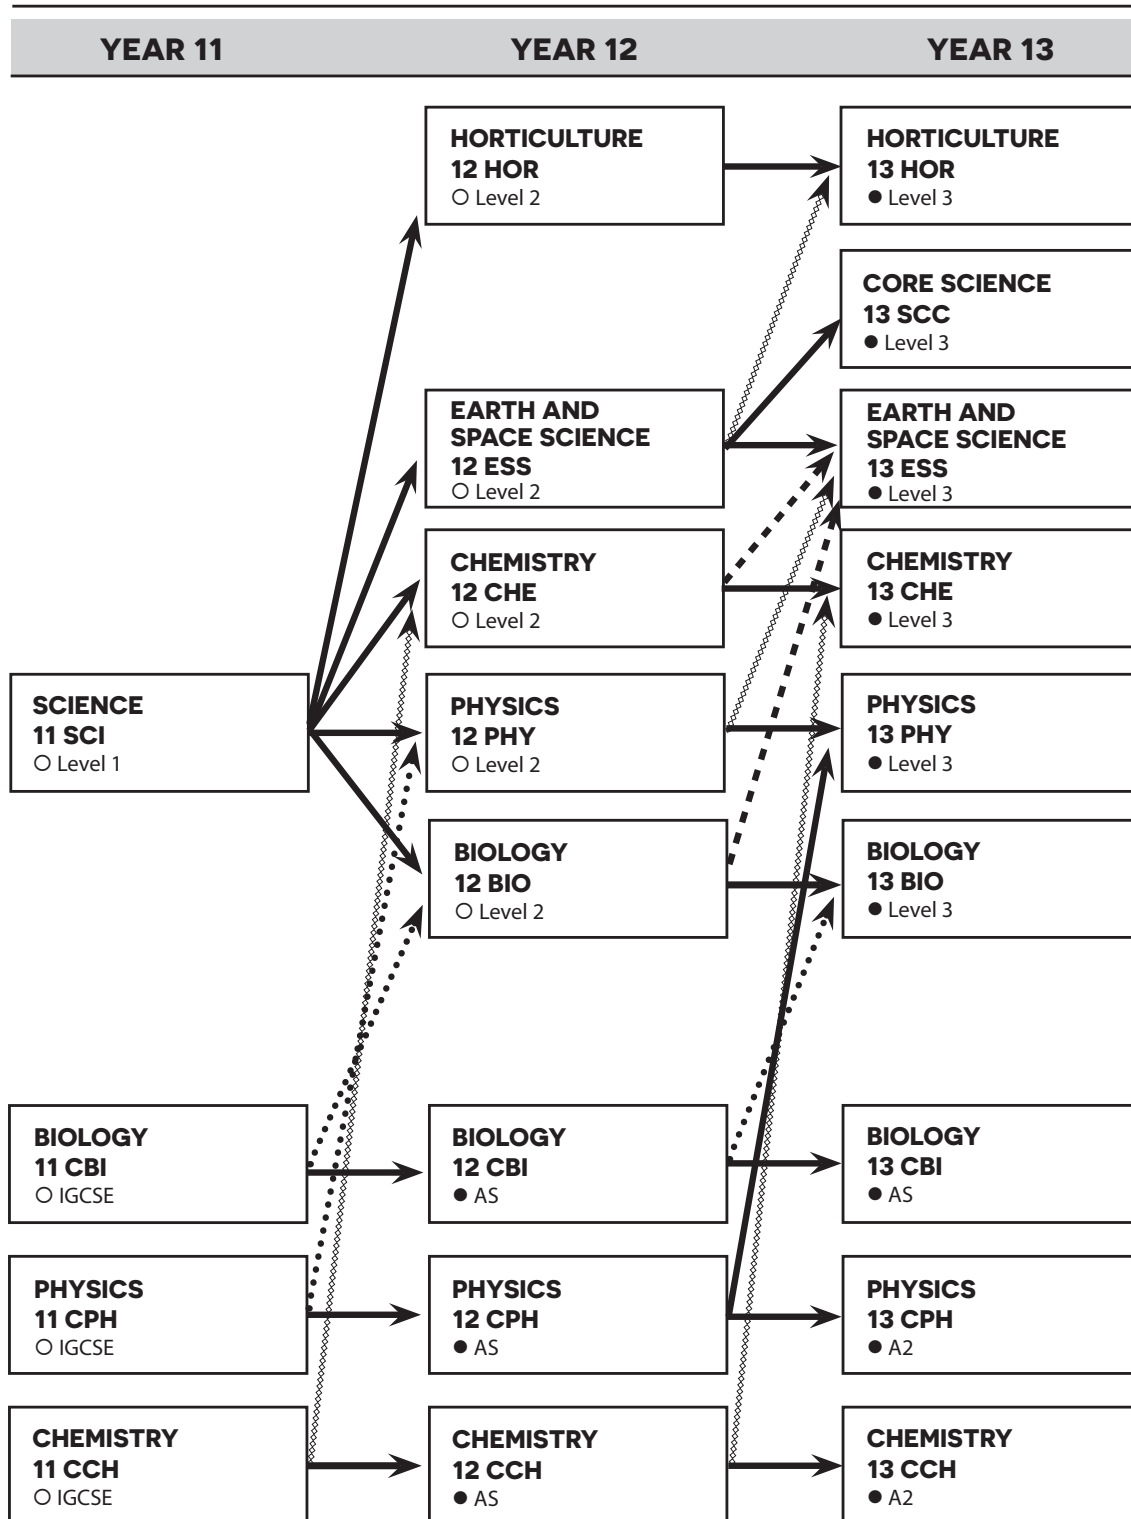 YEAR 11
YEAR 12
YEAR 13
HORTICULTURE
12 HOR
○ Level 2
HORTICULTURE
13 HOR
● Level 3
CORE SCIENCE
13 SCC
● Level 3
EARTH AND
SPACE SCIENCE
12 ESS
○ Level 2
EARTH AND
SPACE SCIENCE
13 ESS
● Level 3
CHEMISTRY
12 CHE
○ Level 2
CHEMISTRY
13 CHE
● Level 3
SCIENCE
11 SCI
○ Level 1
PHYSICS
12 PHY
○ Level 2
PHYSICS
13 PHY
● Level 3
BIOLOGY
12 BIO
○ Level 2
BIOLOGY
13 BIO
● Level 3
BIOLOGY
11 CBI
○ IGCSE
BIOLOGY
12 CBI
● AS
BIOLOGY
13 CBI
● AS
PHYSICS
11 CPH
○ IGCSE
PHYSICS
12 CPH
● AS
PHYSICS
13 CPH
● A2
CHEMISTRY
11 CCH
○ IGCSE
CHEMISTRY
12 CCH
● AS
CHEMISTRY
13 CCH
● A2